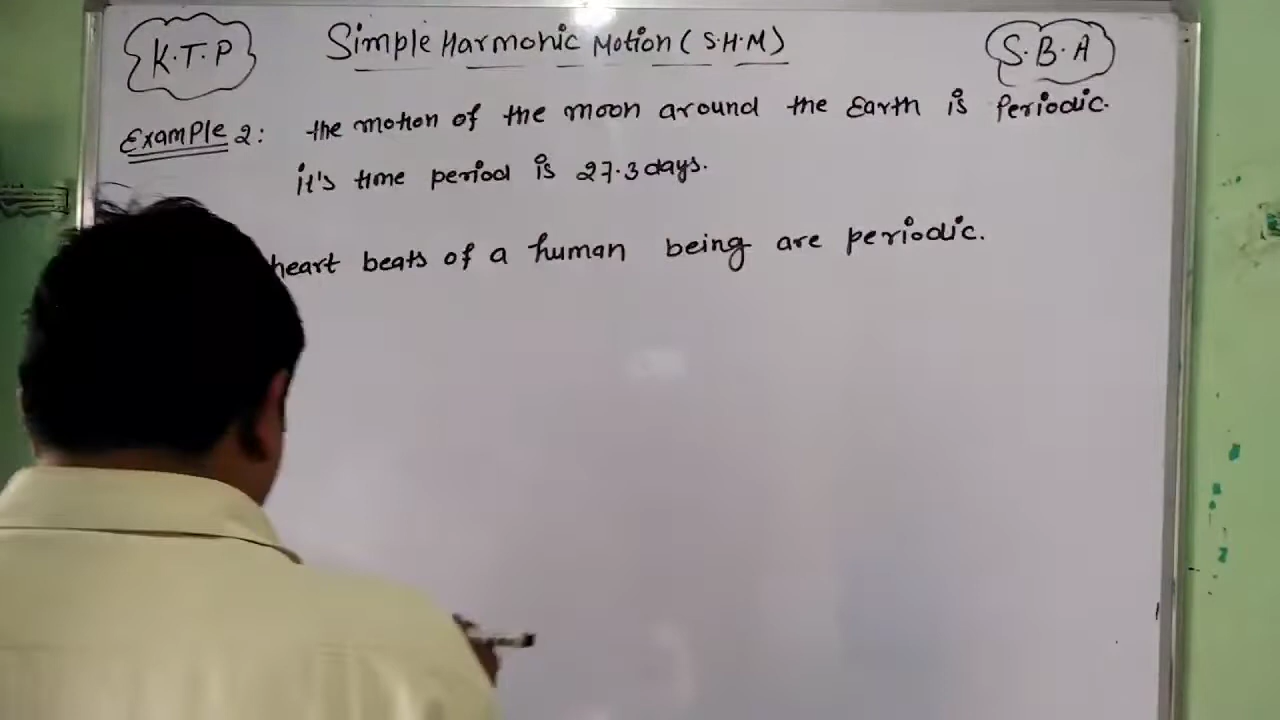 K.T.P
Simple Harmonic Motion (S.H.M)
S.B.A
Example 2: the motion of the moon around the Earth is Periodic.
it's time period is 27.3 days.
heart beats of a human being are periodic.